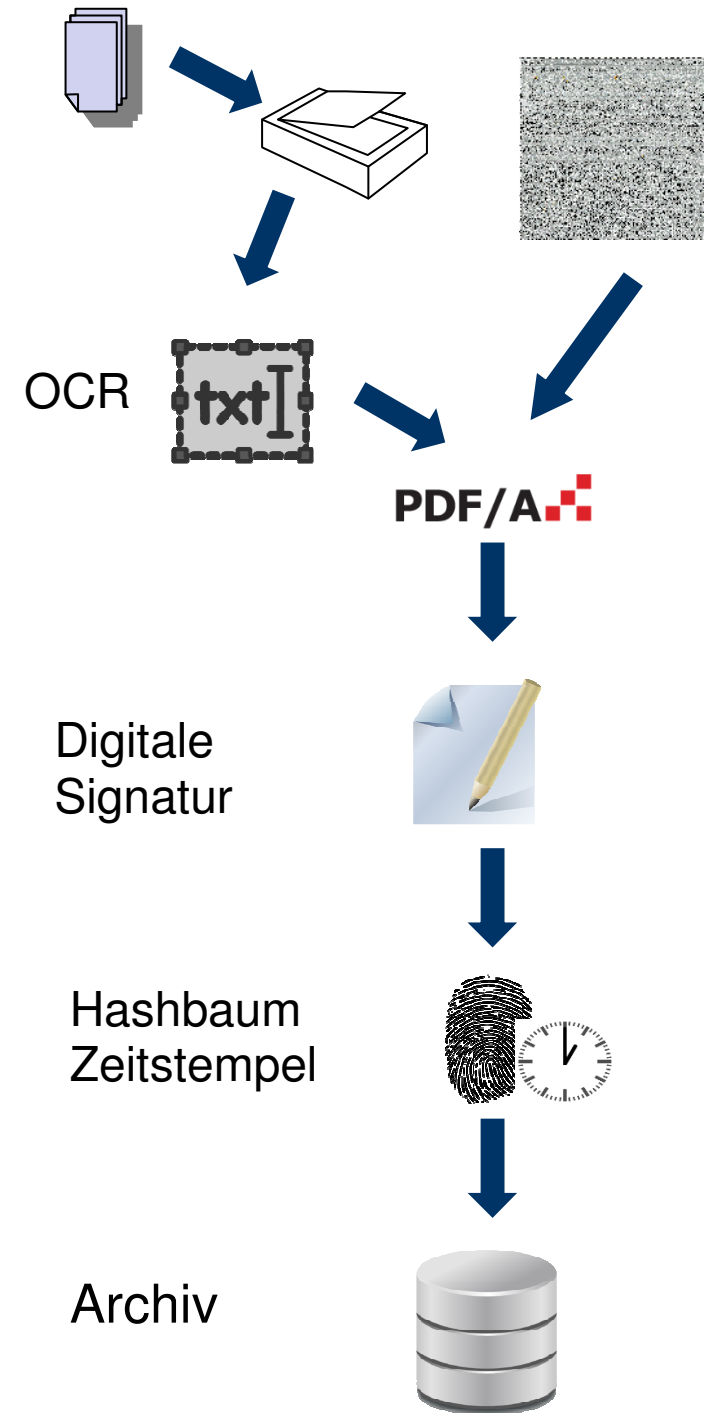 OCR
txt
PDF/A
Digitale
Signatur
Hashbaum
Zeitstempel
Archiv